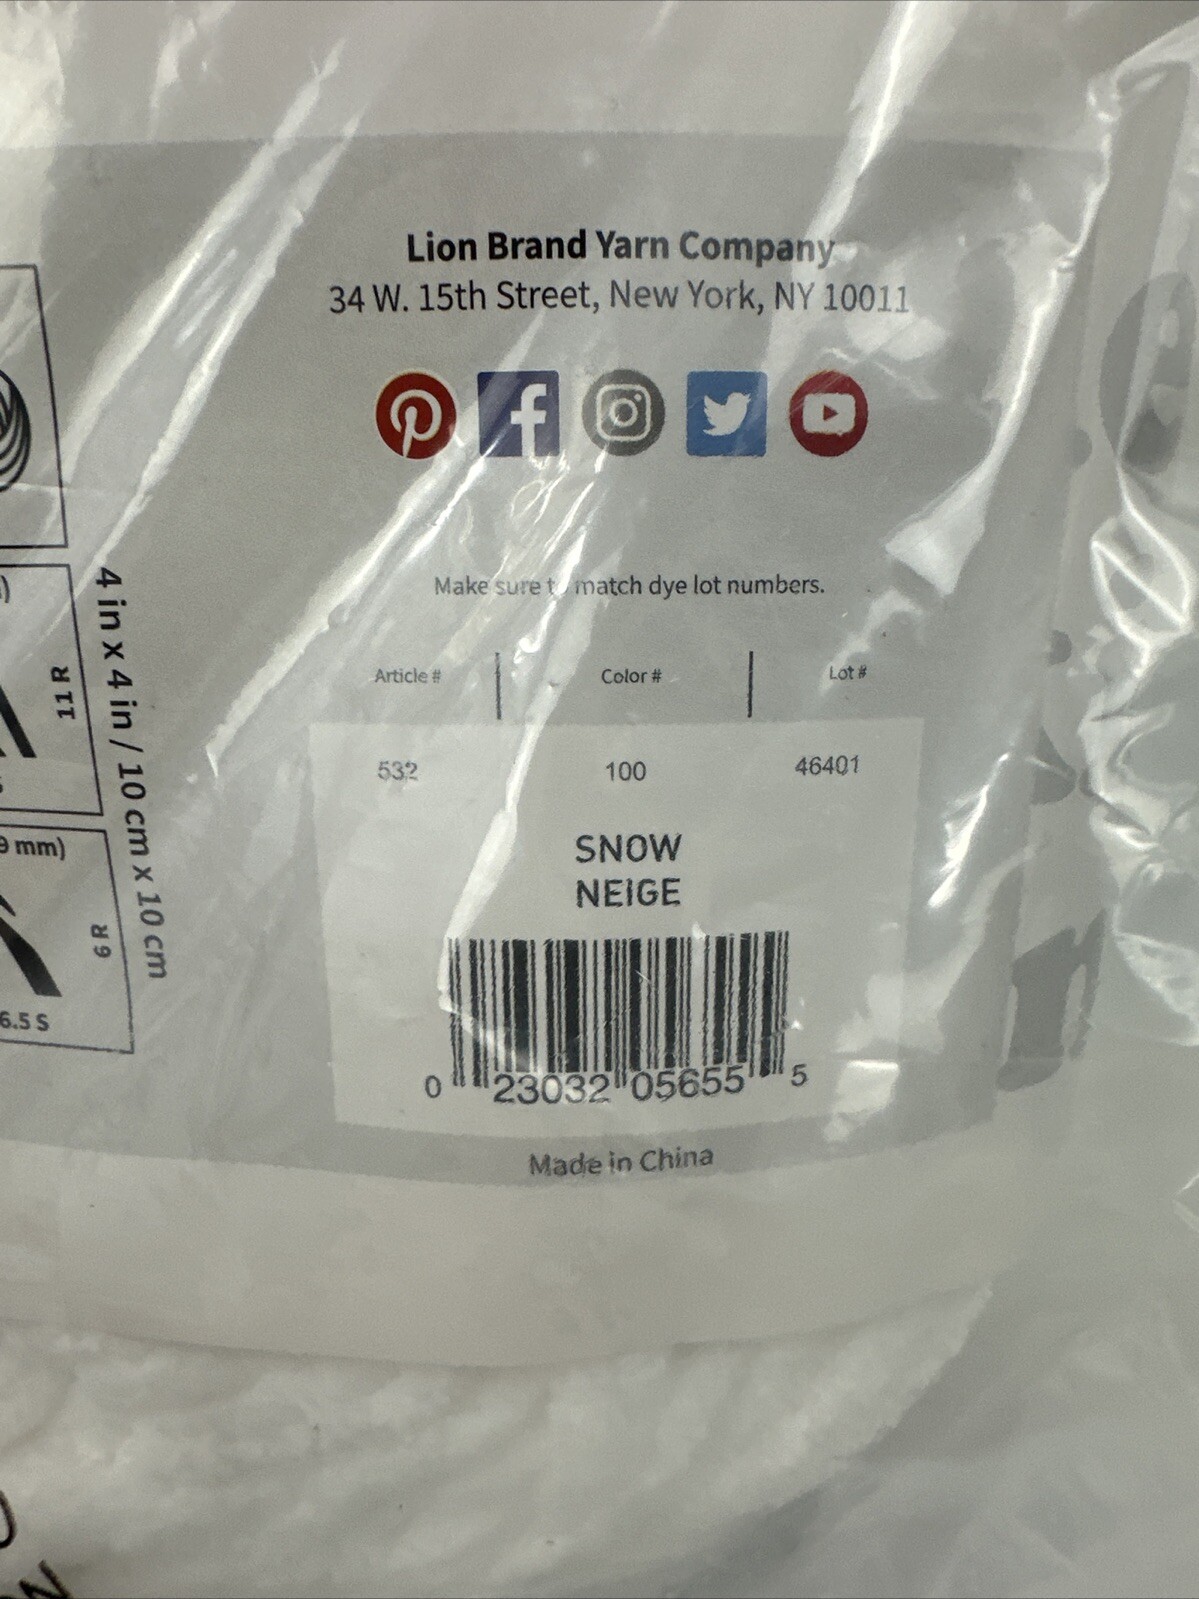 Lion Brand Yarn Company
34 W. 15th Street, New York, NY 10011
Make sure to match dye lot numbers.
Article # Color # Lot #
532 100 46401
SNOW
NEIGE
0 23032 05655 5
Made in China
4 in x 4 in / 10 cm x 10 cm
11 R
9 mm)
6.5 S